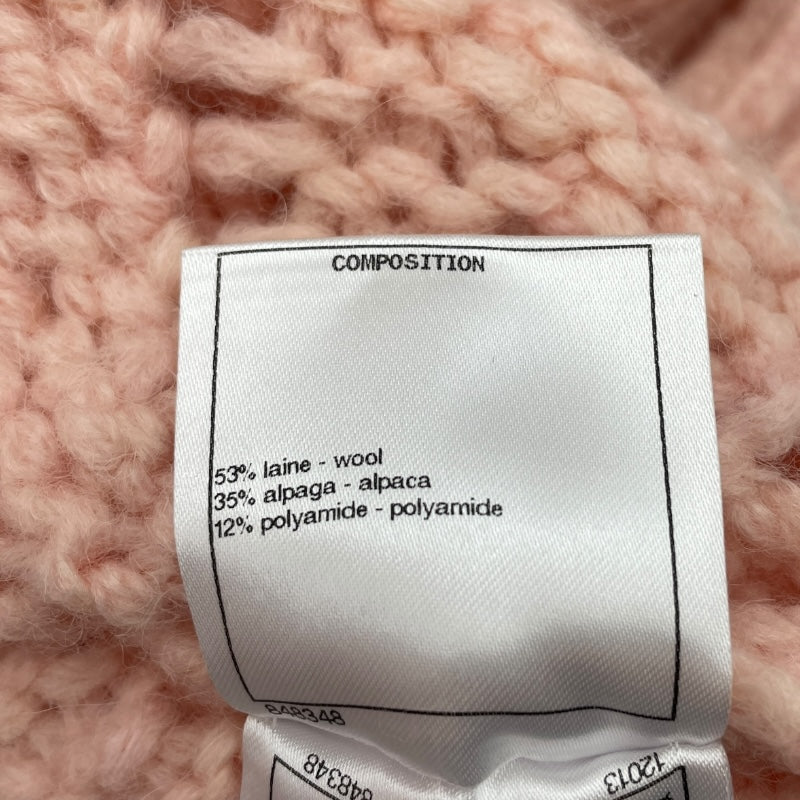 COMPOSITION
53% laine - wool
35% alpaga - alpaca
12% polyamide - polyamide
848348
848348
12013